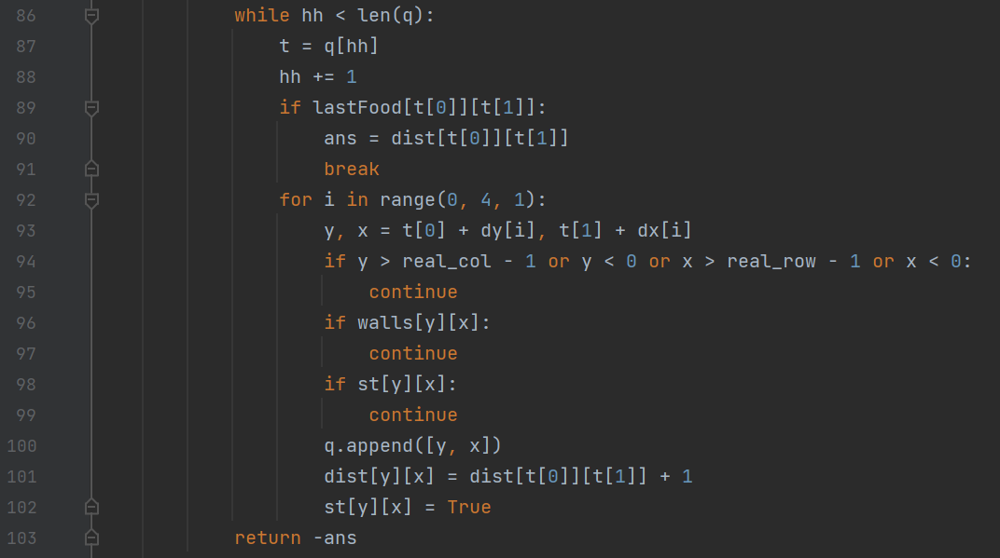 86 while hh < len(q):
87 t = q[hh]
88 hh += 1
89 if lastFood[t[0]][t[1]]:
90 ans = dist[t[0]][t[1]]
91 break
92 for i in range(0, 4, 1):
93 y, x = t[0] + dy[i], t[1] + dx[i]
94 if y > real_col - 1 or y < 0 or x > real_row - 1 or x < 0:
95 continue
96 if walls[y][x]:
97 continue
98 if st[y][x]:
99 continue
100 q.append([y, x])
101 dist[y][x] = dist[t[0]][t[1]] + 1
102 st[y][x] = True
103 return -ans